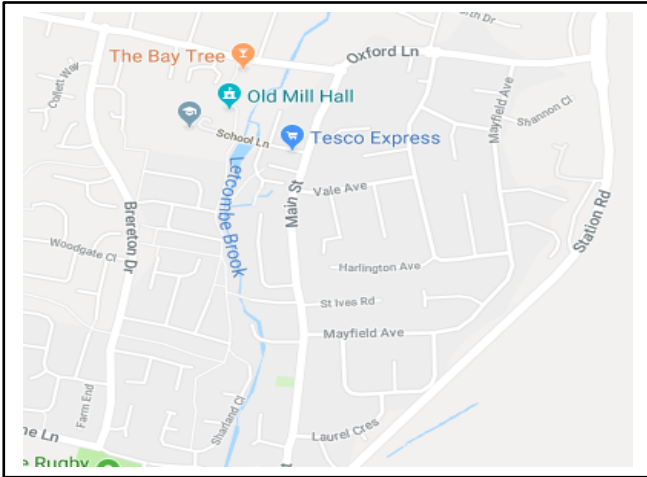 The Bay Tree
Oxford Ln
Collett Way
Old Mill Hall
School Ln
Tesco Express
Mayfield Ave
Shannon Cl
Letcombe Brook
Brereton Dr
Main St
Vale Ave
Station Rd
Woodgate Cl
Harlington Ave
St Ives Rd
Mayfield Ave
Farm End
Sharland Cl
Laurel Cres
ne Ln
e Rugby